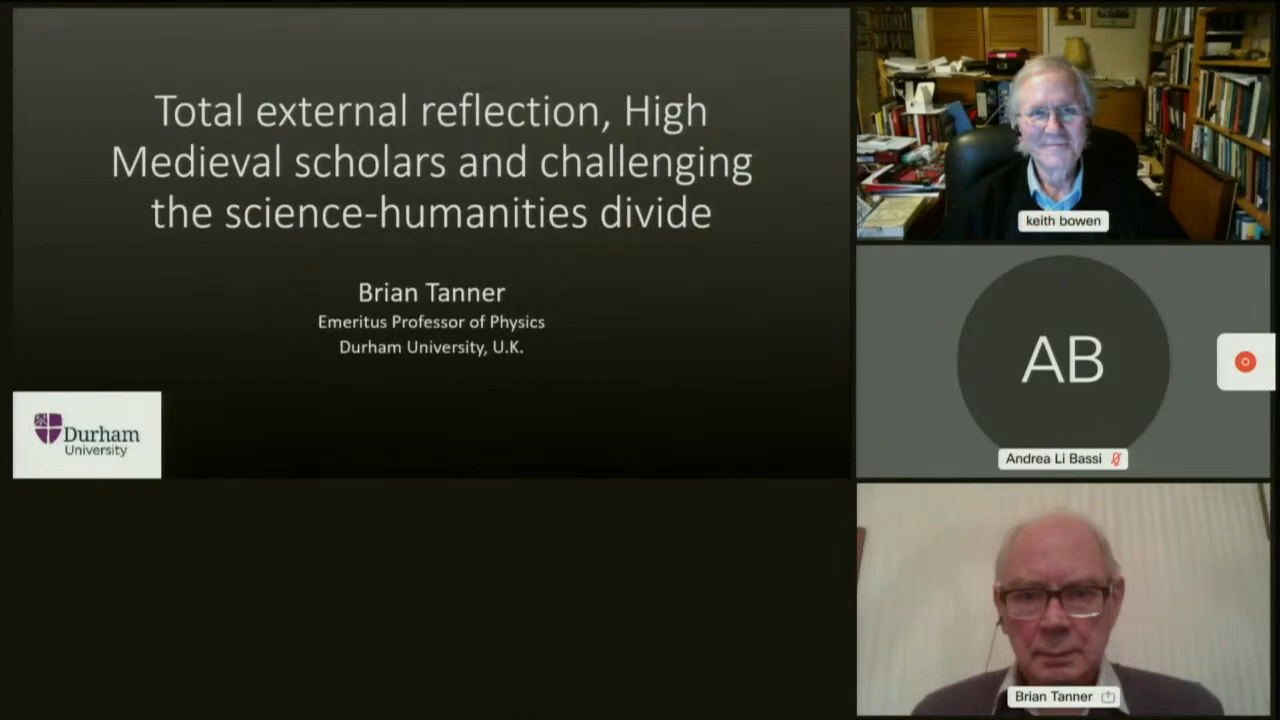 Total external reflection, High
Medieval scholars and challenging
the science-humanities divide
Brian Tanner
Emeritus Professor of Physics
Durham University, U.K.
Durham
University
keith bowen
AB
Andrea Li Bassi
Brian Tanner